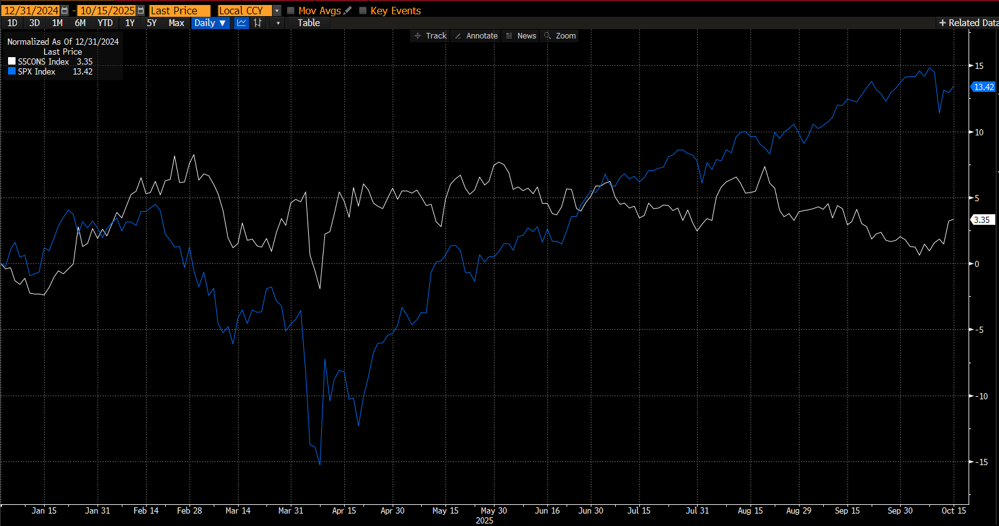 12/31/2024 - 10/15/2025 Last Price Local CCY Mov Avgs Key Events
1D 3D 1M 6M YTD 1Y 5Y Max Daily ▼ Table + Related Data
Track Annotate News Zoom
Normalized As Of 12/31/2024
Last Price
S5CONS Index 3.35
SPX Index 13.42
15
13.42
10
5
3.35
0
-5
-10
-15
Jan 15 Jan 31 Feb 14 Feb 28 Mar 14 Mar 31 Apr 15 Apr 30 May 15 May 30 Jun 16 Jun 30 Jul 15 Jul 31 Aug 15 Aug 29 Sep 15 Sep 30 Oct 15
2025